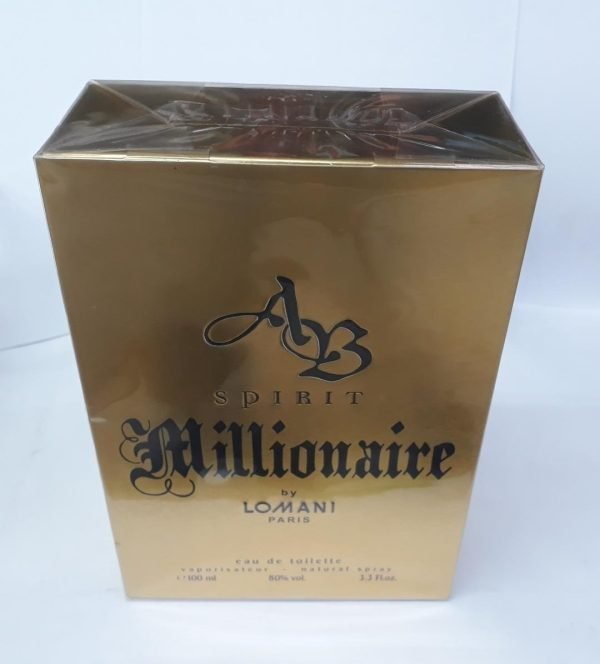 AB
SPIRIT
Millionaire
by
LOMANI
PARIS
eau de toilette
vaporisateur - natural spray
℮100 ml 80% vol. 3.3 fl.oz.